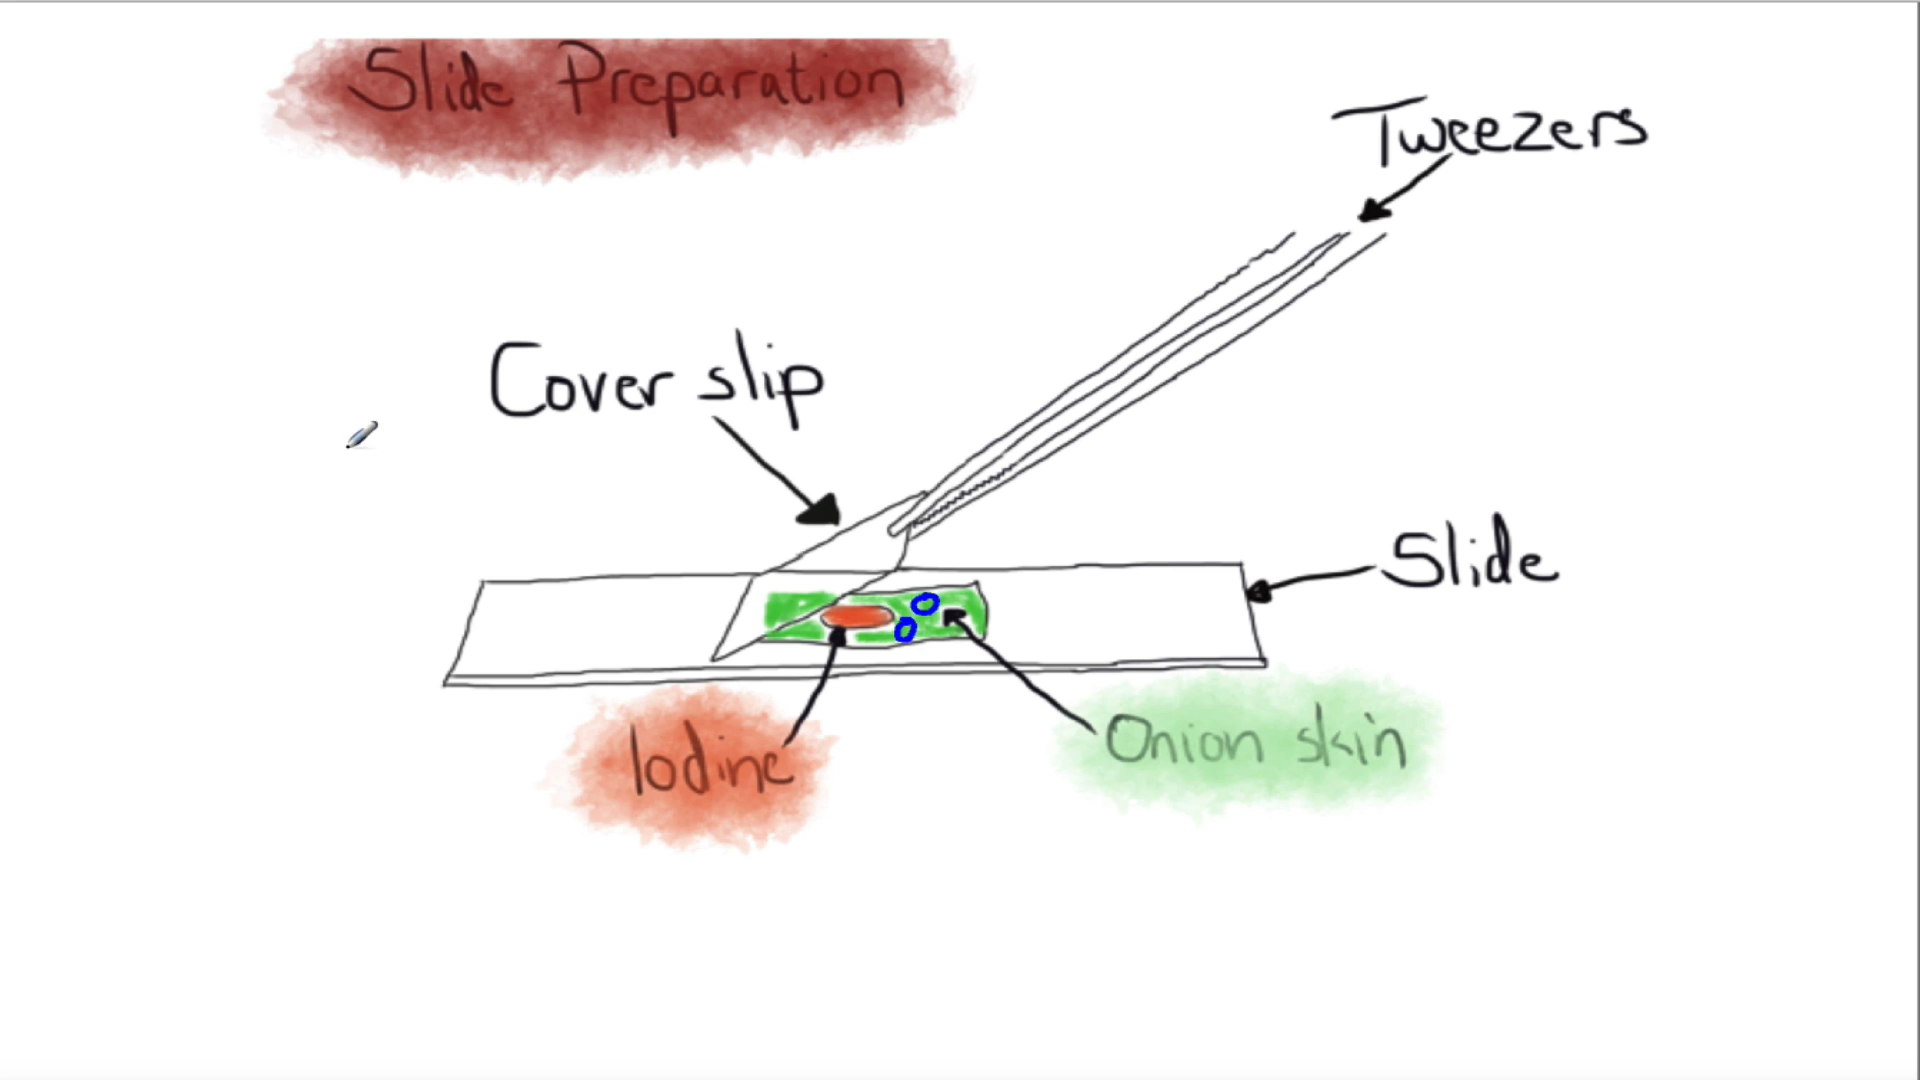 Slide Preparation
Tweezers
Cover slip
Slide
Iodine
Onion skin